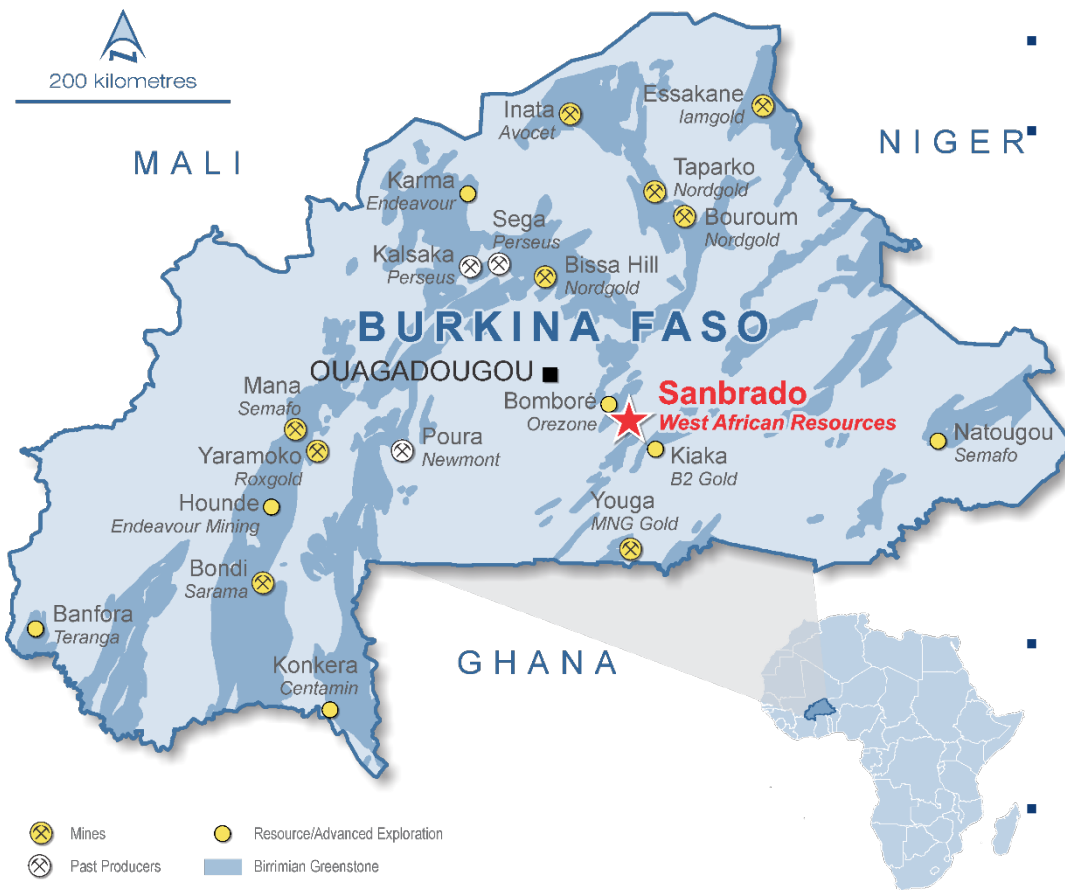 N
200 kilometres
MALI
NIGER
GHANA
BURKINA FASO
OUAGADOUGOU
Inata
Avocet
Essakane
Iamgold
Karma
Endeavour
Taparko
Nordgold
Sega
Perseus
Bouroum
Nordgold
Kalsaka
Perseus
Bissa Hill
Nordgold
Mana
Semafo
Bomboré
Orezone
Sanbrado
West African Resources
Yaramoko
Roxgold
Poura
Newmont
Kiaka
B2 Gold
Natougou
Semafo
Hounde
Endeavour Mining
Youga
MNG Gold
Bondi
Sarama
Banfora
Teranga
Konkera
Centamin
Mines
Resource/Advanced Exploration
Past Producers
Birrimian Greenstone